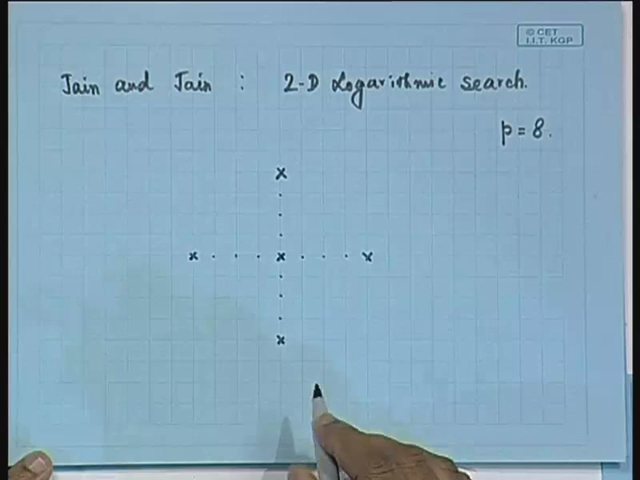 © CET
I.I.T. KGP
Jain and Jain : 2-D Logarithmic search.
p = 8.
x
x . . . x . . . x
x